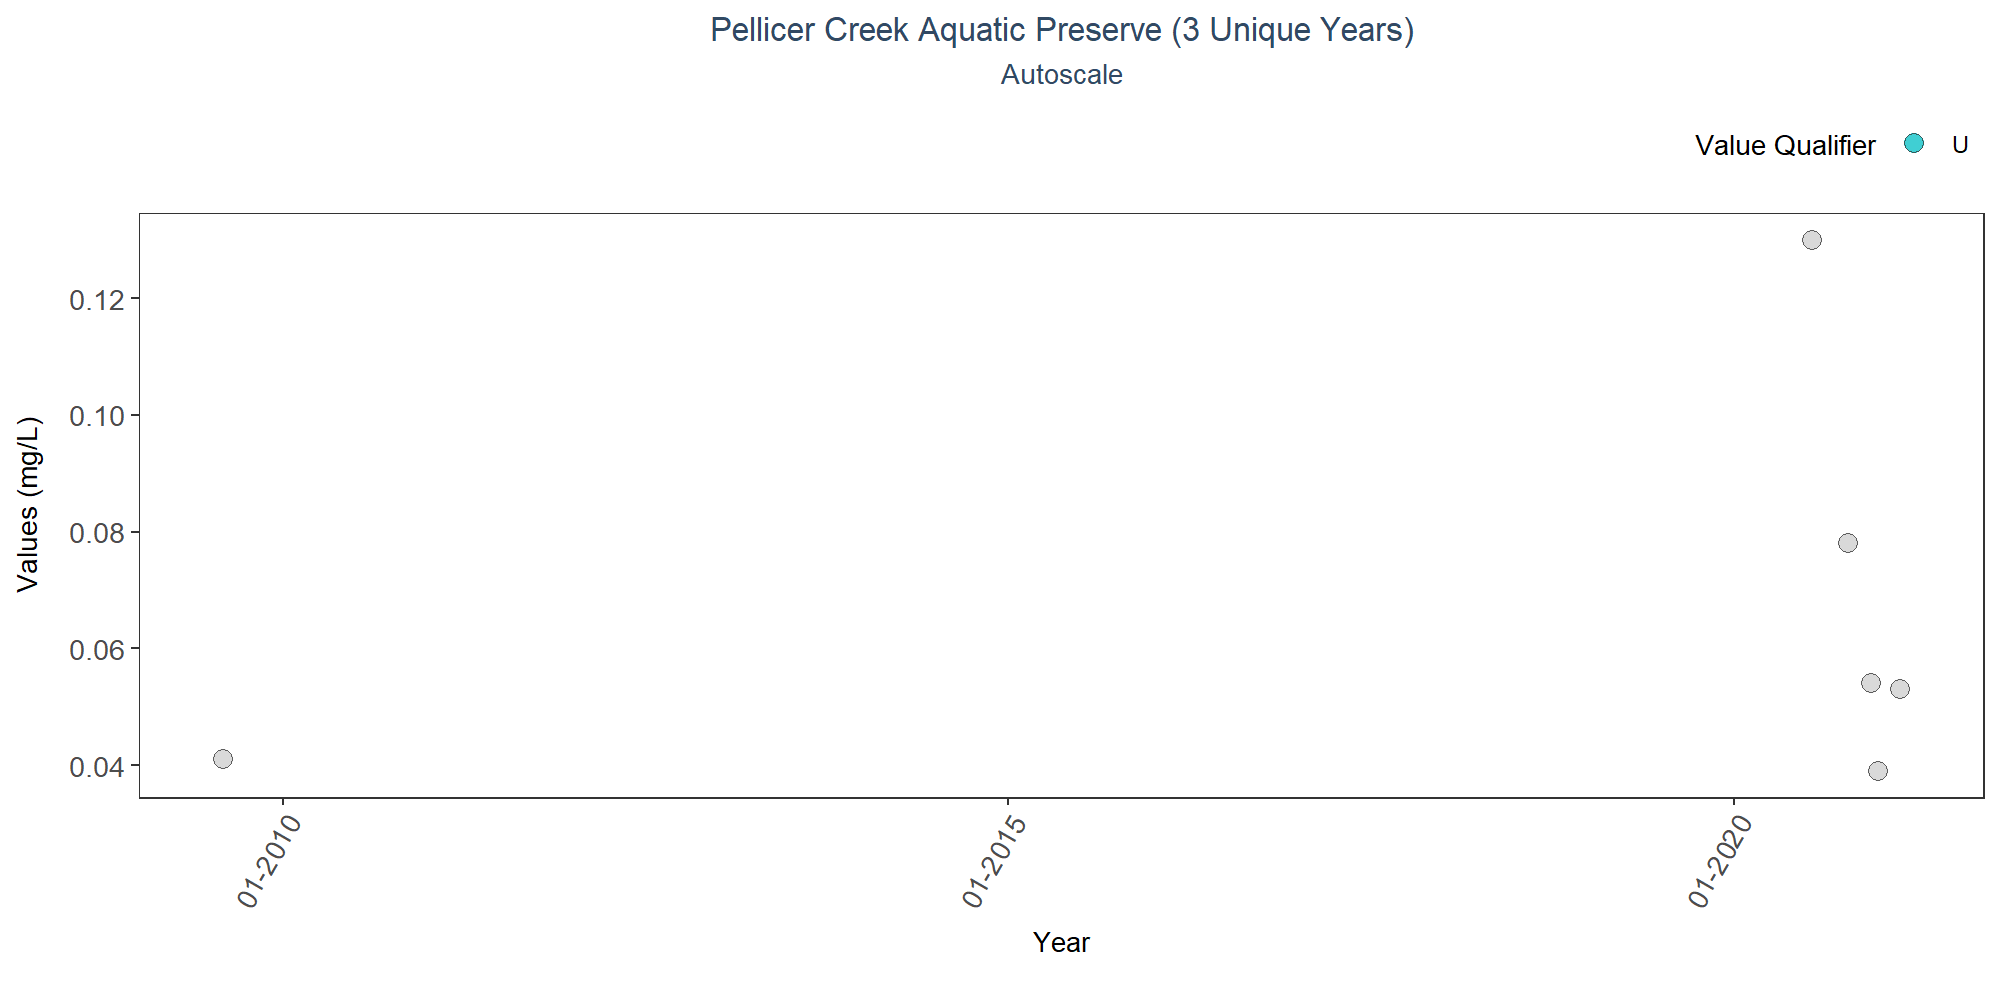 Pellicer Creek Aquatic Preserve (3 Unique Years)
Autoscale
Value Qualifier U
0.12
0.10
0.08
0.06
0.04
Values (mg/L)
01-2010
01-2015
01-2020
Year